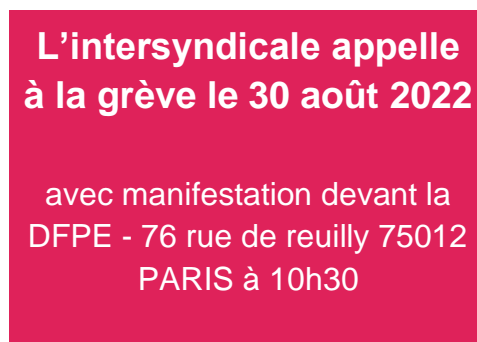 L'intersyndicale appelle
à la grève le 30 août 2022
avec manifestation devant la
DFPE - 76 rue de reuilly 75012
PARIS à 10h30